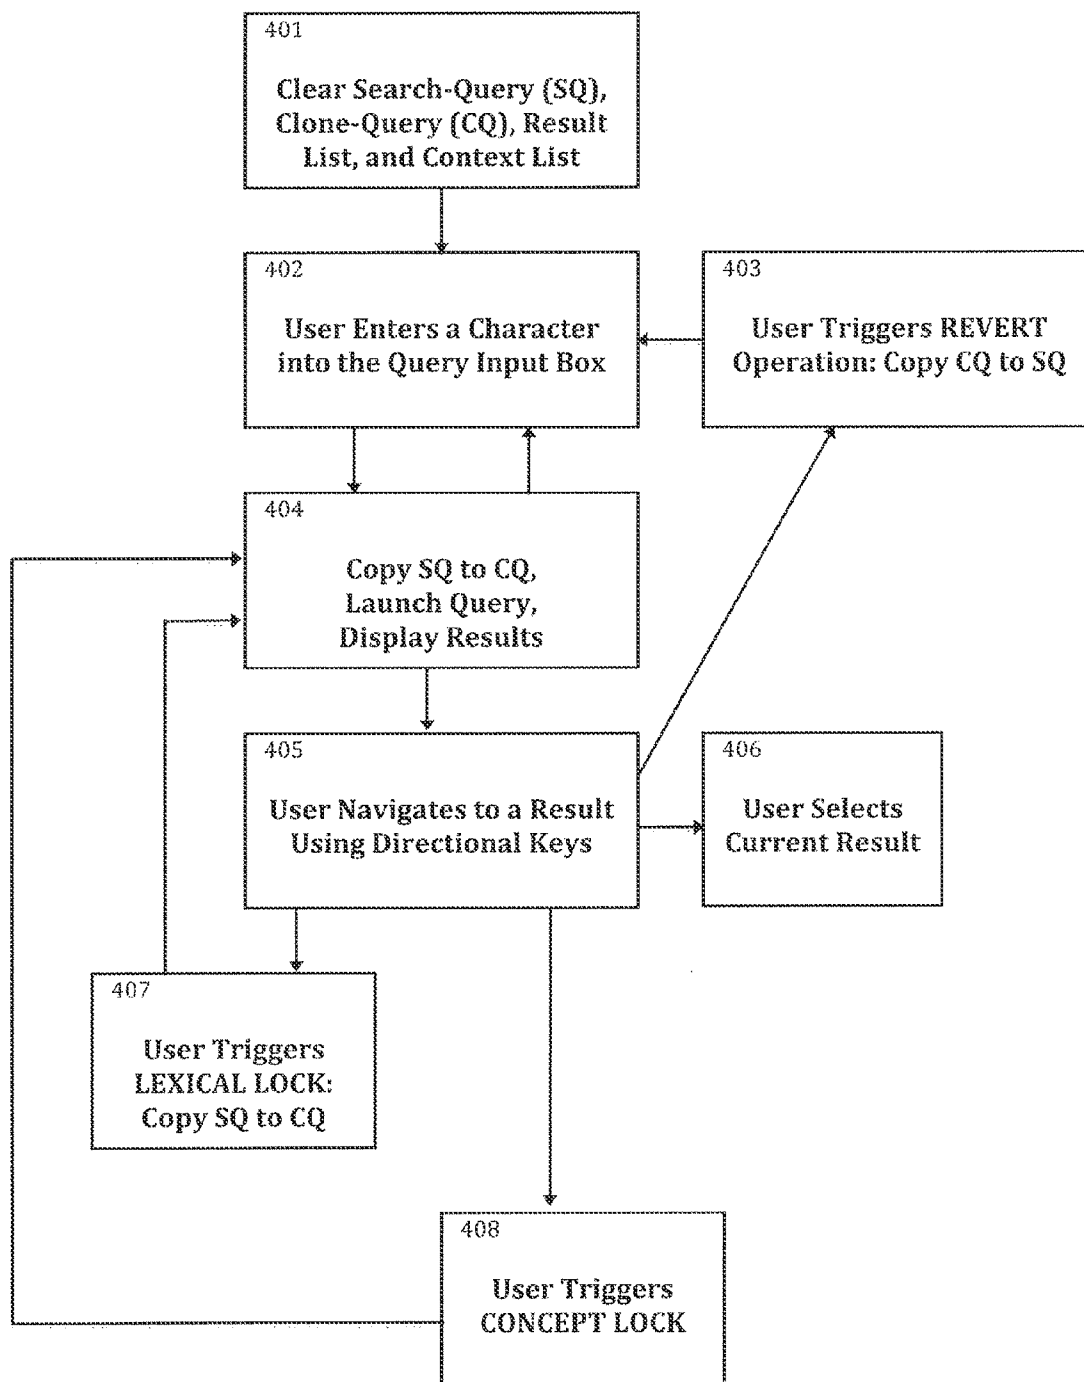 401
Clear Search-Query (SQ),
Clone-Query (CQ), Result
List, and Context List
402
User Enters a Character
into the Query Input Box
403
User Triggers REVERT
Operation: Copy CQ to SQ
404
Copy SQ to CQ,
Launch Query,
Display Results
405
User Navigates to a Result
Using Directional Keys
406
User Selects
Current Result
407
User Triggers
LEXICAL LOCK:
Copy SQ to CQ
408
User Triggers
CONCEPT LOCK